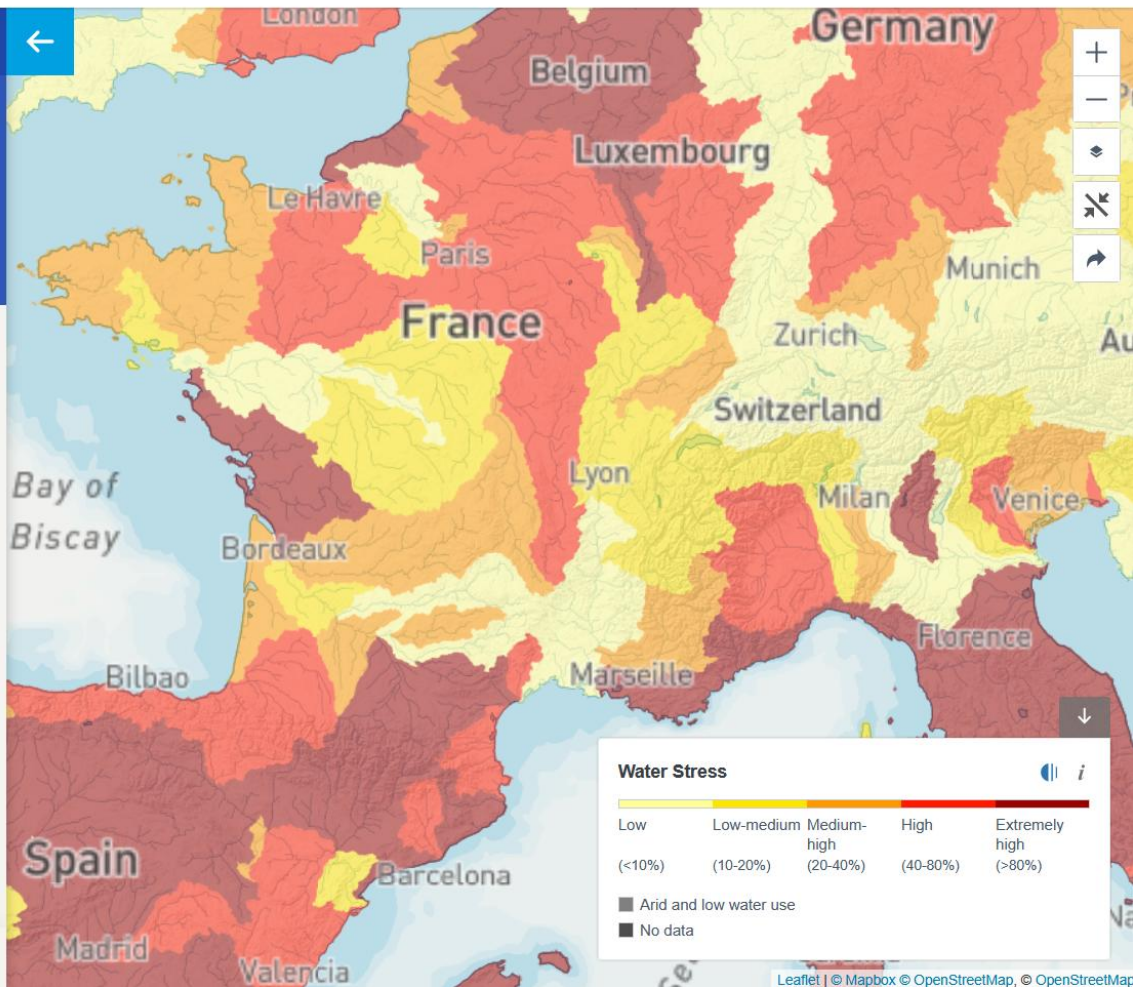 London
Germany
Belgium
Luxembourg
Le Havre
Paris
Munich
France
Zurich
Au
Switzerland
Bay of
Biscay
Lyon
Milan
Venice
Bordeaux
Florence
Bilbao
Marseille
Spain
Barcelona
Madrid
Valencia
Water Stress
i
Low
Low-medium
Medium-
high
High
Extremely
high
(<10%)
(10-20%)
(20-40%)
(40-80%)
(>80%)
Arid and low water use
No data
Na
Leaflet | © Mapbox © OpenStreetMap, © OpenStreetMap